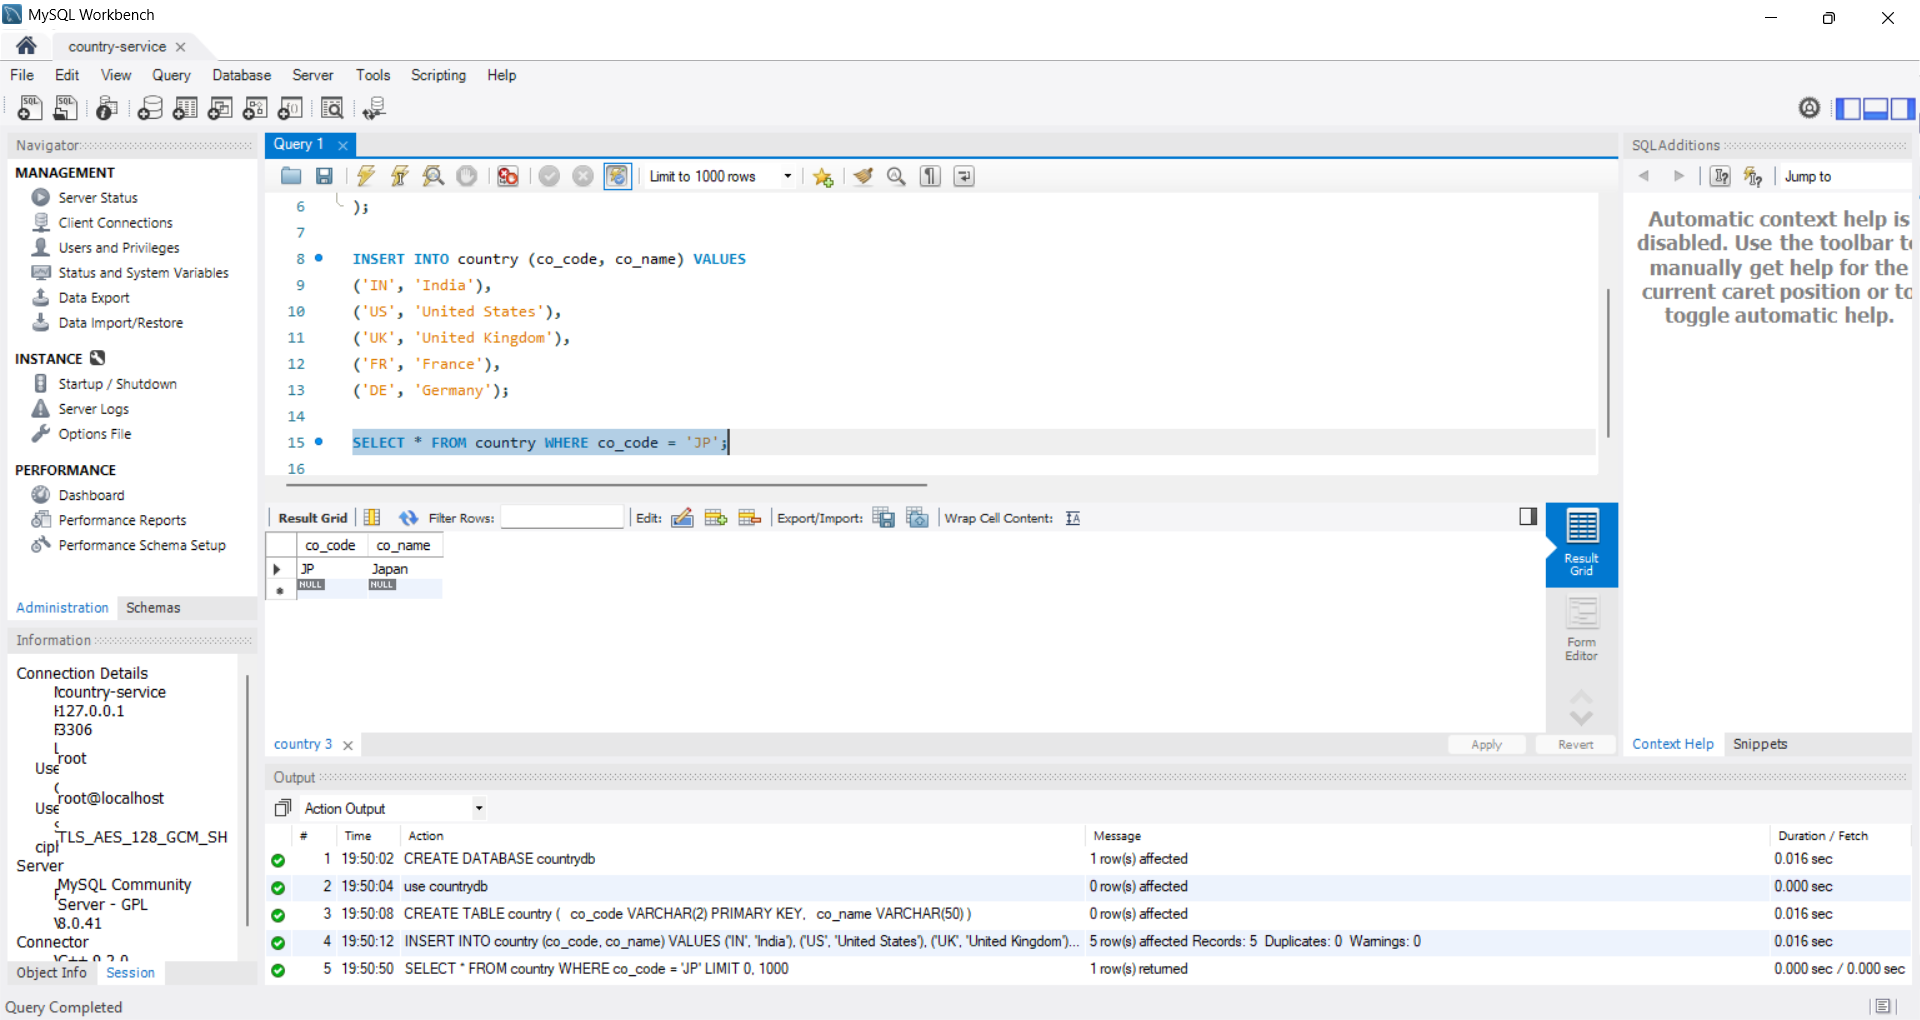 MySQL Workbench
country-service
File Edit View Query Database Server Tools Scripting Help
Navigator
MANAGEMENT
Server Status
Client Connections
Users and Privileges
Status and System Variables
Data Export
Data Import/Restore
INSTANCE
Startup / Shutdown
Server Logs
Options File
PERFORMANCE
Dashboard
Performance Reports
Performance Schema Setup
Administration Schemas
Information
Connection Details
country-service
127.0.0.1
3306
root
Use
root@localhost
Use
TLS_AES_128_GCM_SH
Server
MySQL Community
Server - GPL
8.0.41
Connector
Object Info Session
Query Completed
Query 1
Limit to 1000 rows
6 );
7
8 INSERT INTO country (co_code, co_name) VALUES
9 ('IN', 'India'),
10 ('US', 'United States'),
11 ('UK', 'United Kingdom'),
12 ('FR', 'France'),
13 ('DE', 'Germany');
14
15 SELECT * FROM country WHERE co_code = 'JP';
16
Result Grid Filter Rows: Edit: Export/Import: Wrap Cell Content:
co_code co_name
JP Japan
NULL NULL
Result
Grid
Form
Editor
country 3
Apply Revert
SQLAdditions
Jump to
Automatic context help is
disabled. Use the toolbar
manually get help for the
current caret position or to
toggle automatic help.
Context Help Snippets
Output
Action Output
# Time Action Message Duration / Fetch
1 19:50:02 CREATE DATABASE countrydb 1 row(s) affected 0.016 sec
2 19:50:04 use countrydb 0 row(s) affected 0.000 sec
3 19:50:08 CREATE TABLE country ( co_code VARCHAR(2) PRIMARY KEY, co_name VARCHAR(50) ) 0 row(s) affected 0.016 sec
4 19:50:12 INSERT INTO country (co_code, co_name) VALUES ('IN', 'India'), ('US', 'United States'), ('UK', 'United Kingdom')... 5 row(s) affected Records: 5 Duplicates: 0 Warnings: 0 0.016 sec
5 19:50:50 SELECT * FROM country WHERE co_code = 'JP' LIMIT 0, 1000 1 row(s) returned 0.000 sec / 0.000 sec